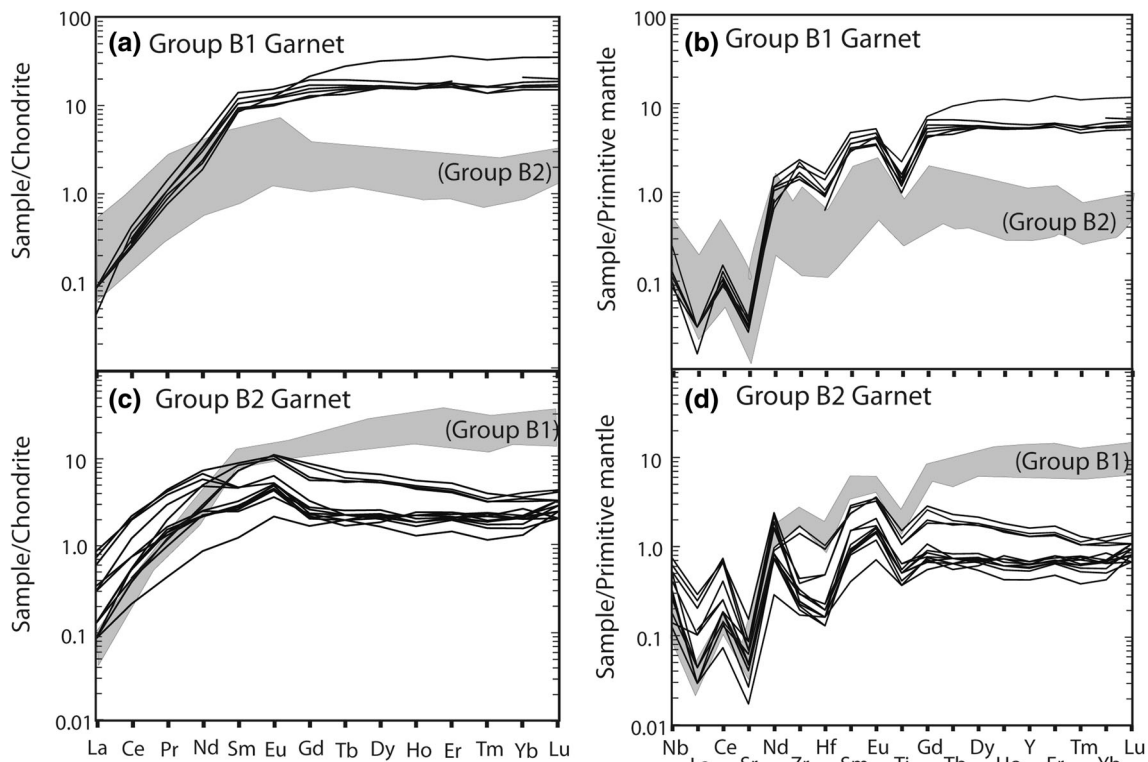 100
(a) Group B1 Garnet
10
1.0
0.1
Sample/Chondrite
(Group B2)
100
(b) Group B1 Garnet
10
1.0
0.1
Sample/Primitive mantle
(Group B2)
(c) Group B2 Garnet
10
1.0
0.1
0.01
Sample/Chondrite
(Group B1)
La Ce Pr Nd Sm Eu Gd Tb Dy Ho Er Tm Yb Lu
(d) Group B2 Garnet
10
1.0
0.1
0.01
Sample/Primitive mantle
(Group B1)
Nb Ce Nd Hf Eu Gd Dy Y Tm Lu